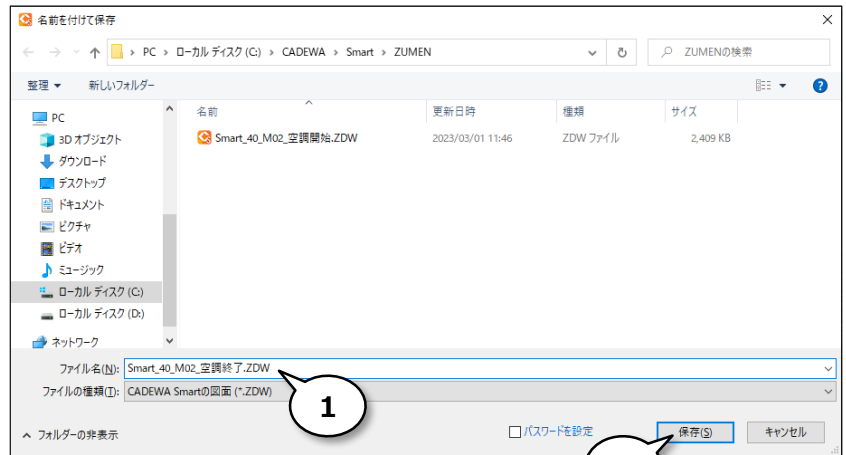 名前を付けて保存
PC > ローカル ディスク (C:) > CADEWA > Smart > ZUMEN
ZUMENの検索
整理 新しいフォルダー
名前 更新日時 種類 サイズ
Smart_40_M02_空調開始.ZDW 2023/03/01 11:46 ZDW ファイル 2,409 KB
PC
3D オブジェクト
ダウンロード
デスクトップ
ドキュメント
ピクチャ
ビデオ
ミュージック
ローカル ディスク (C:)
ローカル ディスク (D:)
ネットワーク
ファイル名(N): Smart_40_M02_空調終了.ZDW
ファイルの種類(T): CADEWA Smartの図面 (*.ZDW)
1
フォルダーの非表示
パスワードを設定
保存(S)
キャンセル